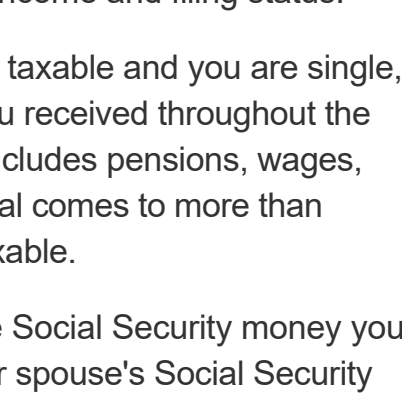 income and filing status.
taxable and you are single,
u received throughout the
cludes pensions, wages,
al comes to more than
xable.
e Social Security money you
r spouse's Social Security